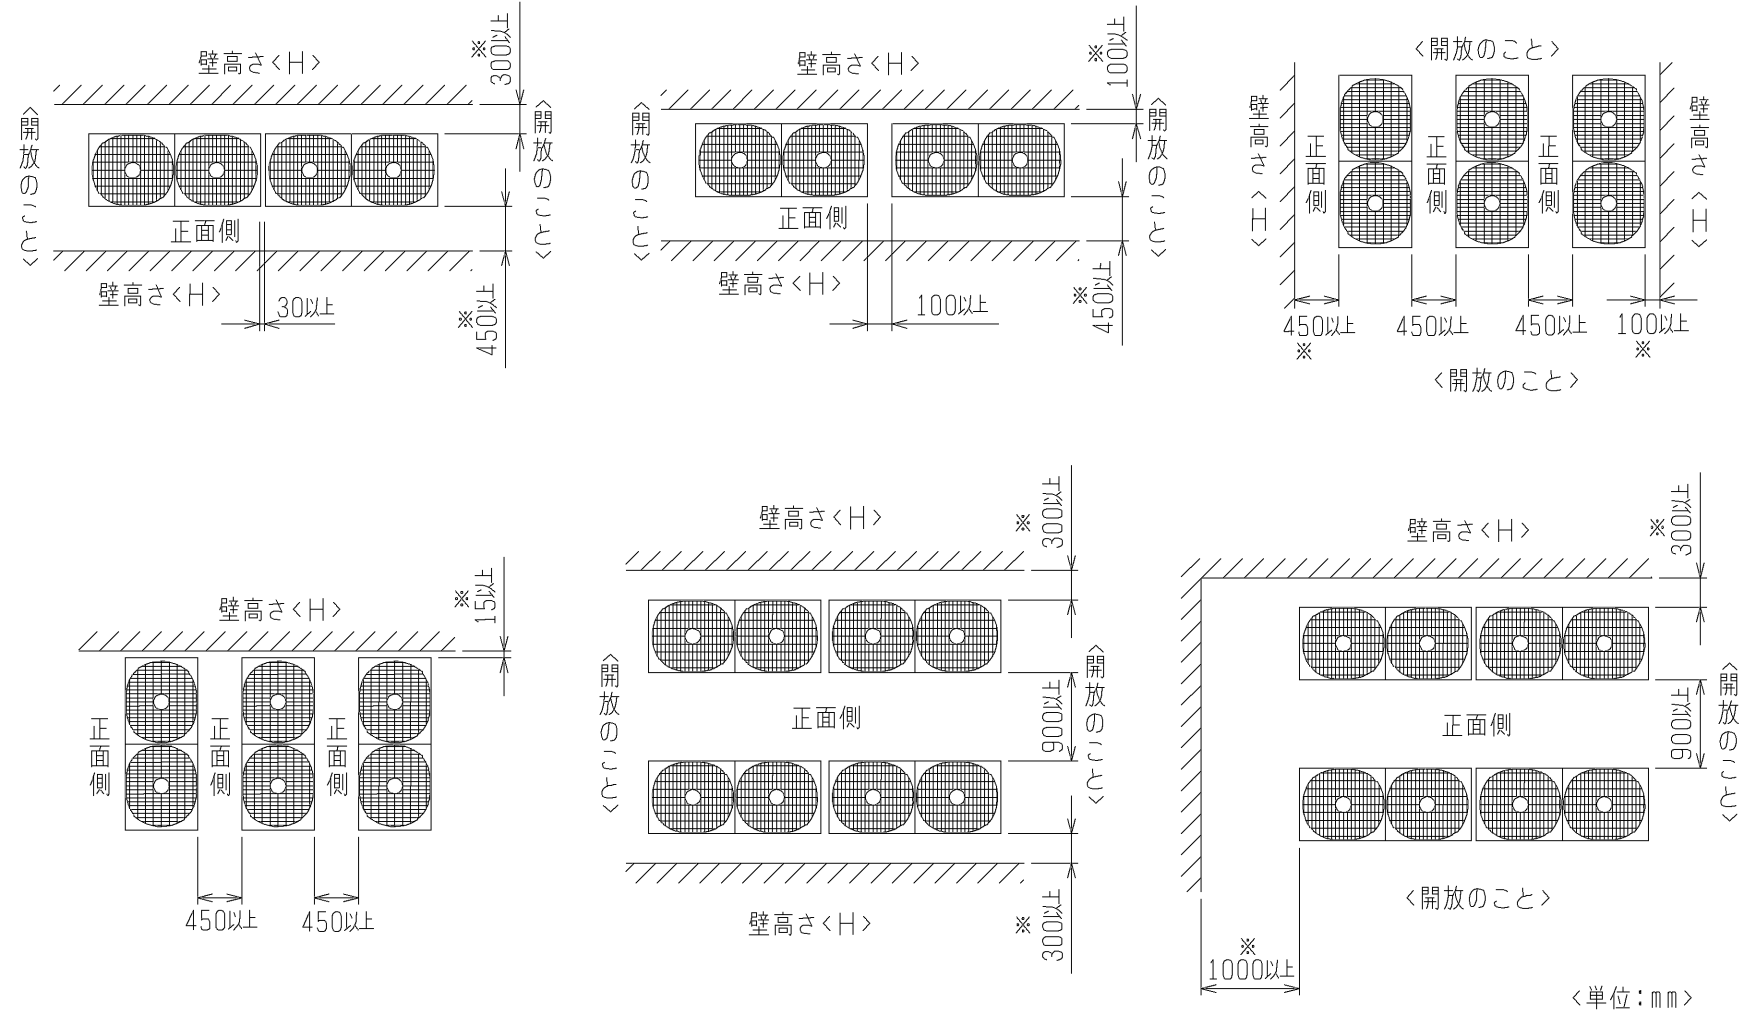 壁高さ<H>
※
300以上
<開放のこと>
<開放のこと>
正面側
壁高さ<H>
30以上
※
450以上
壁高さ<H>
※
100以上
<開放のこと>
<開放のこと>
正面側
壁高さ<H>
100以上
※
450以上
<開放のこと>
壁高さ<H>
正面側
正面側
正面側
壁高さ<H>
450以上
※
450以上
450以上
100以上
※
<開放のこと>
壁高さ<H>
※
15以上
正面側
正面側
正面側
450以上
450以上
壁高さ<H>
※
300以上
<開放のこと>
正面側
900以上
<開放のこと>
壁高さ<H>
※
300以上
壁高さ<H>
※
300以上
正面側
900以上
<開放のこと>
<開放のこと>
※
1000以上
<単位:mm>